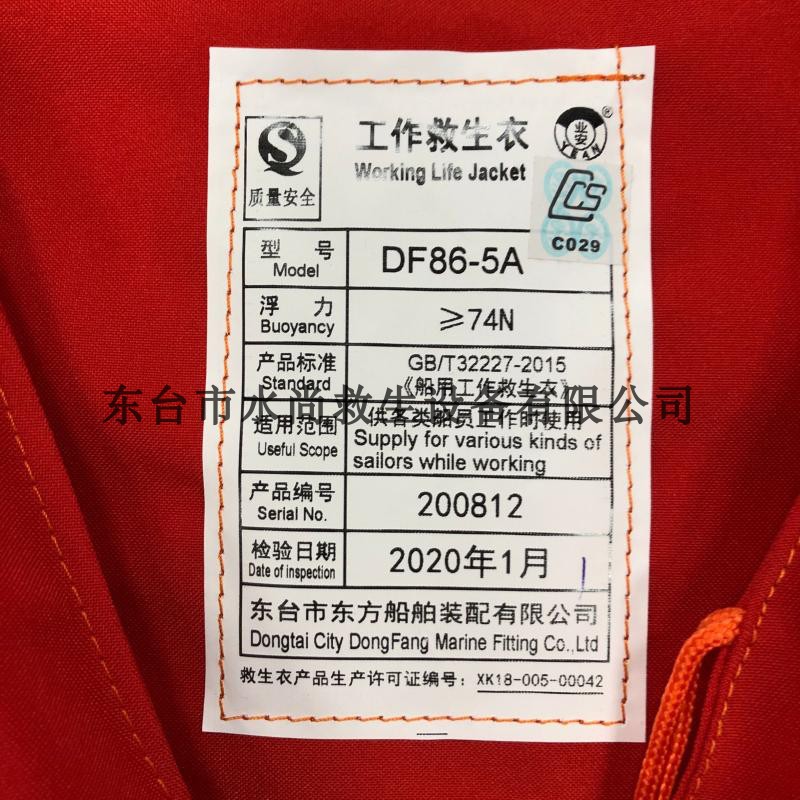 工作救生衣
Working Life Jacket
质量安全
业安
YEAN
®
CCS
C029
型 号
Model
DF86-5A
浮 力
Buoyancy
≥74N
产品标准
Standard
GB/T32227-2015
《船用工作救生衣》
东台市水尚救生设备有限公司
适用范围
Useful Scope
供各类船员工作时使用
Supply for various kinds of
sailors while working
产品编号
Serial No.
200812
检验日期
Date of inspection
2020年1月
东台市东方船舶装配有限公司
Dongtai City DongFang Marine Fitting Co.,Ltd
救生衣产品生产许可证编号：XK18-005-00042